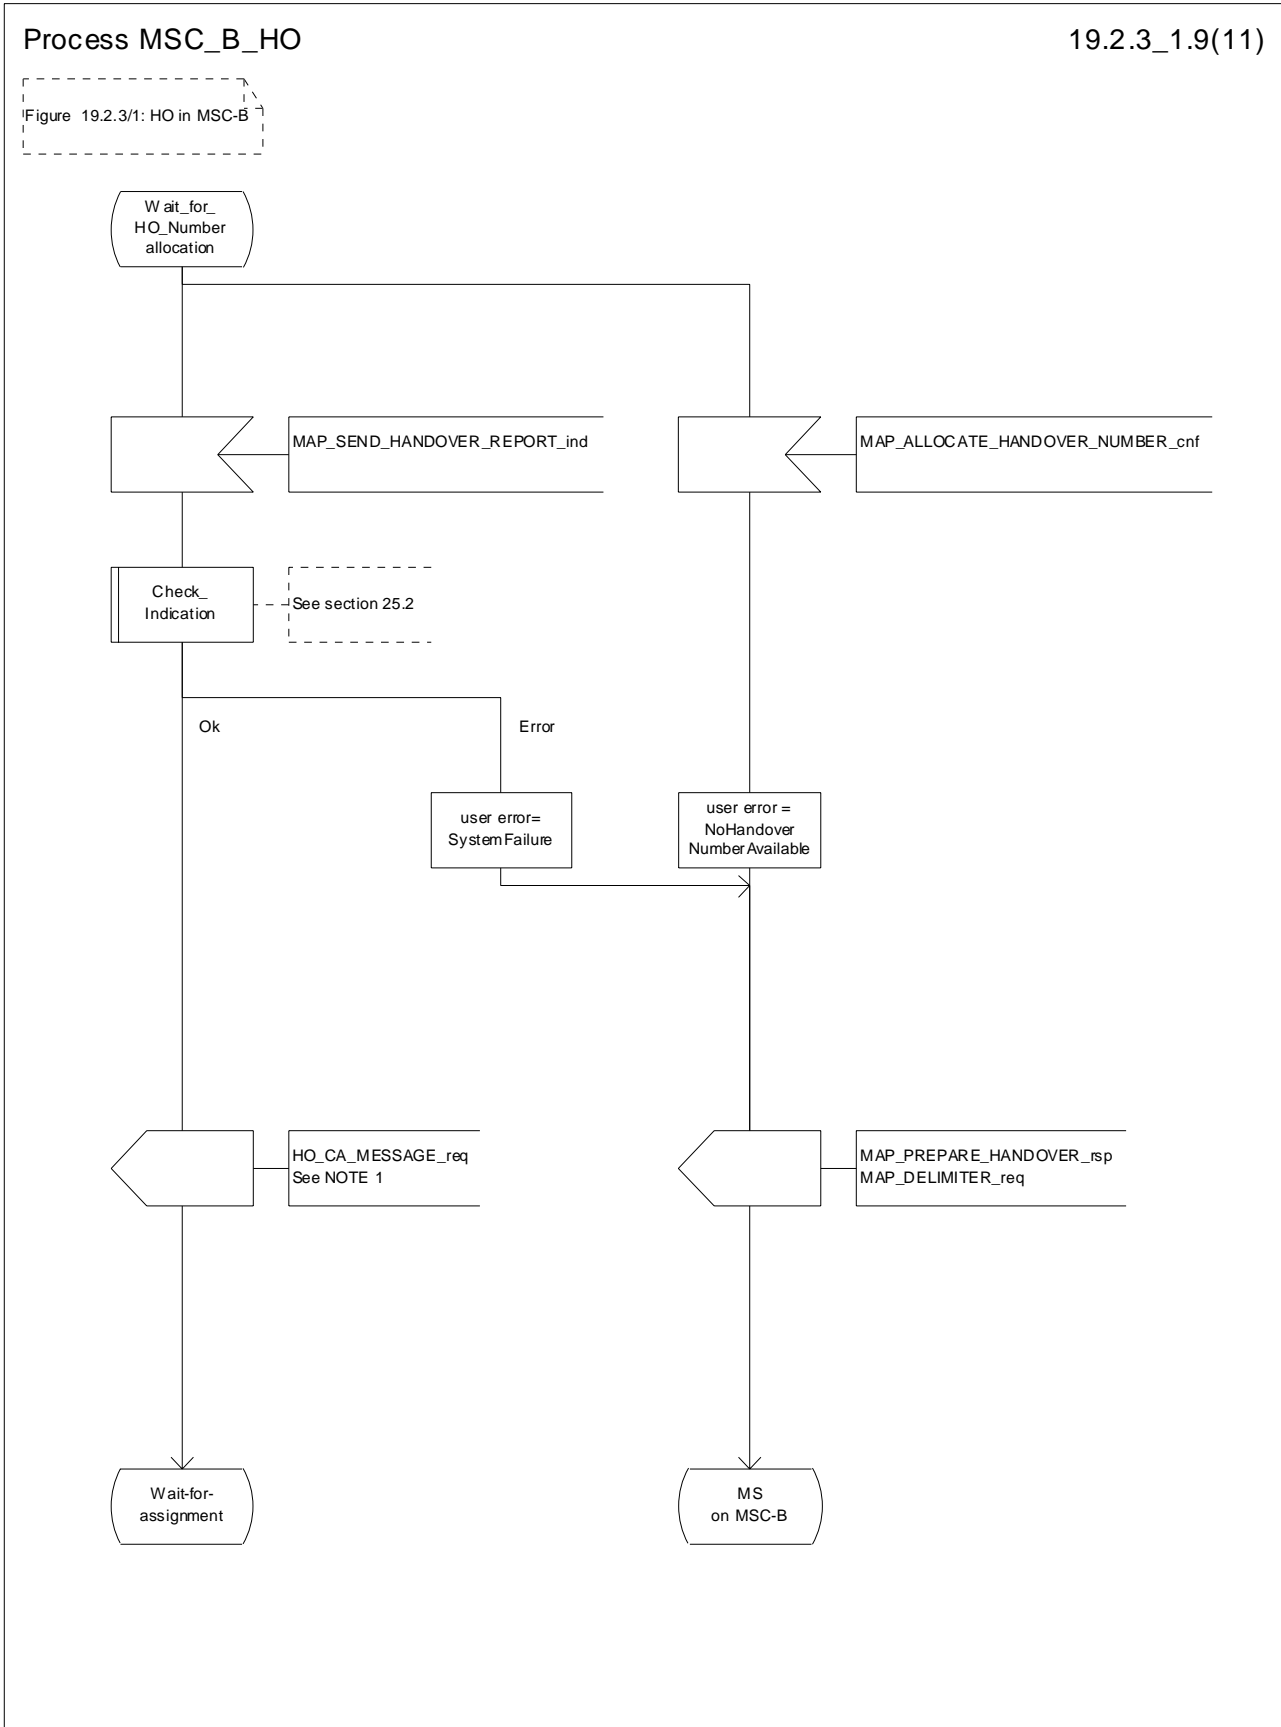 Process MSC_B_HO
19.2.3_1.9(11)
Figure 19.2.3/1: HO in MSC-B
Wait_for_
HO_Number
allocation
MAP_SEND_HANDOVER_REPORT_ind
MAP_ALLOCATE_HANDOVER_NUMBER_cnf
Check_
Indication
See section 25.2
Ok
Error
user error=
SystemFailure
user error =
NoHandover
NumberAvailable
HO_CA_MESSAGE_req
See NOTE 1
MAP_PREPARE_HANDOVER_rsp
MAP_DELIMITER_req
Wait-for-
assignment
MS
on MSC-B